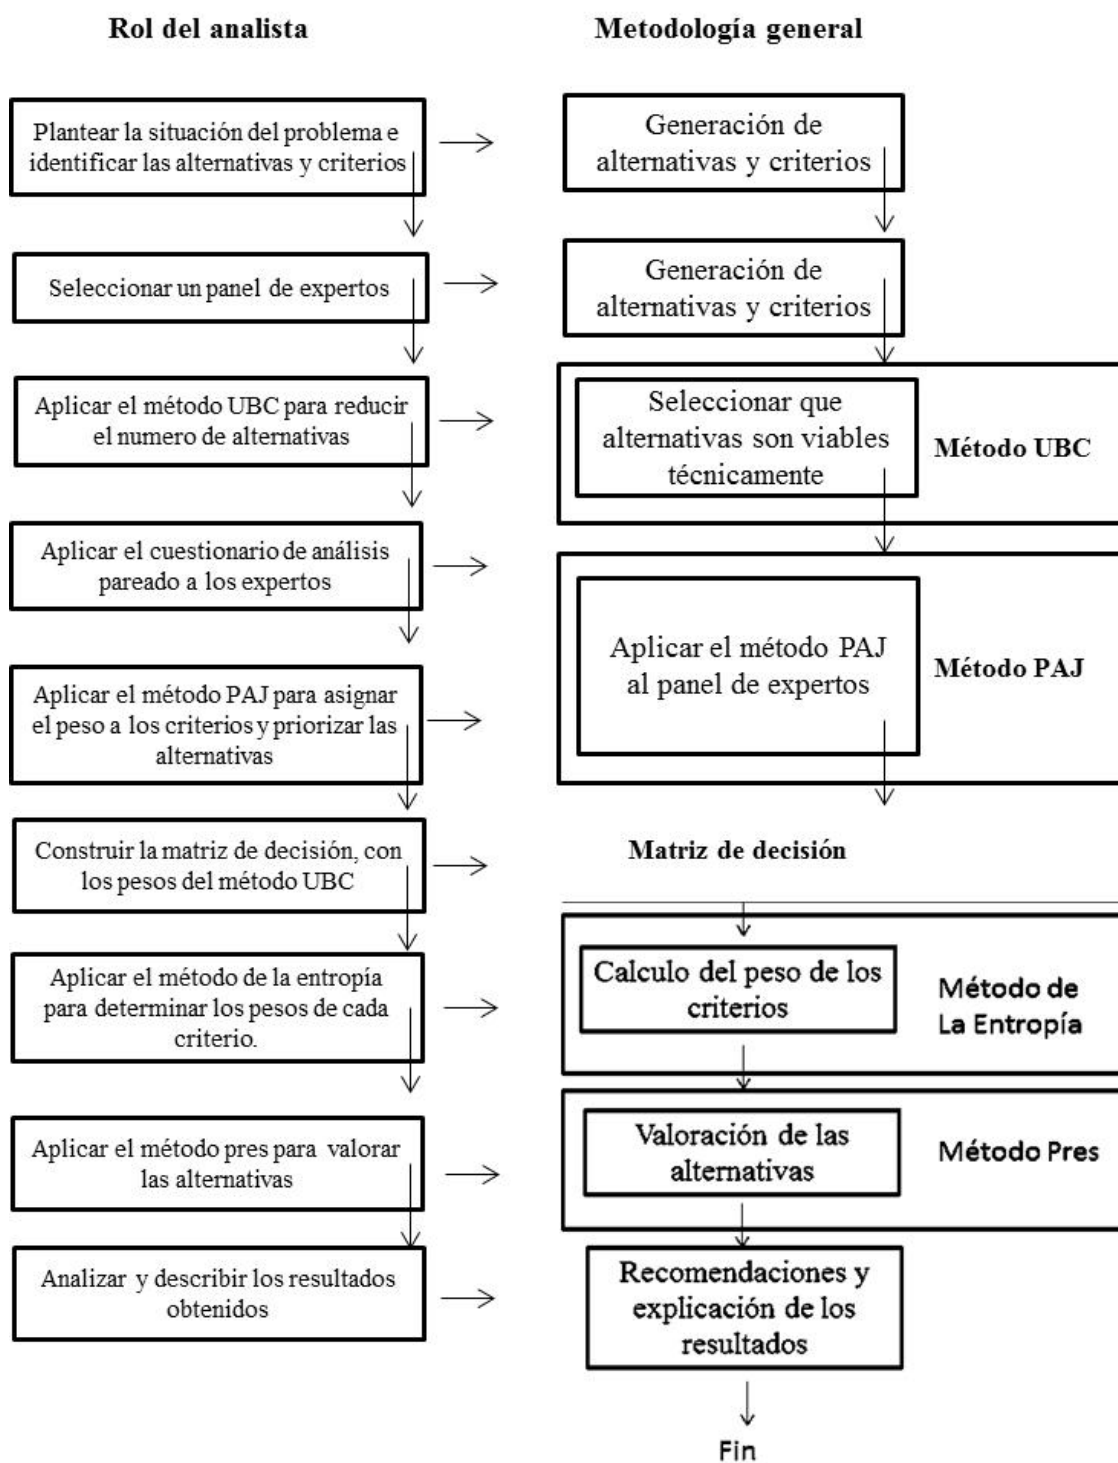 Rol del analista
Metodología general
Plantear la situación del problema e
identificar las alternativas y criterios
Generación de
alternativas y criterios
Seleccionar un panel de expertos
Generación de
alternativas y criterios
Aplicar el método UBC para reducir
el numero de alternativas
Seleccionar que
alternativas son viables
técnicamente
Método UBC
Aplicar el cuestionario de análisis
pareado a los expertos
Aplicar el método PAJ
al panel de expertos
Método PAJ
Aplicar el método PAJ para asignar
el peso a los criterios y priorizar las
alternativas
Construir la matriz de decisión, con
los pesos del método UBC
Matriz de decisión
Aplicar el método de la entropía
para determinar los pesos de cada
criterio.
Calculo del peso de los
criterios
Método de
La Entropía
Aplicar el método pres para valorar
las alternativas
Valoración de las
alternativas
Método Pres
Analizar y describir los resultados
obtenidos
Recomendaciones y
explicación de los
resultados
Fin